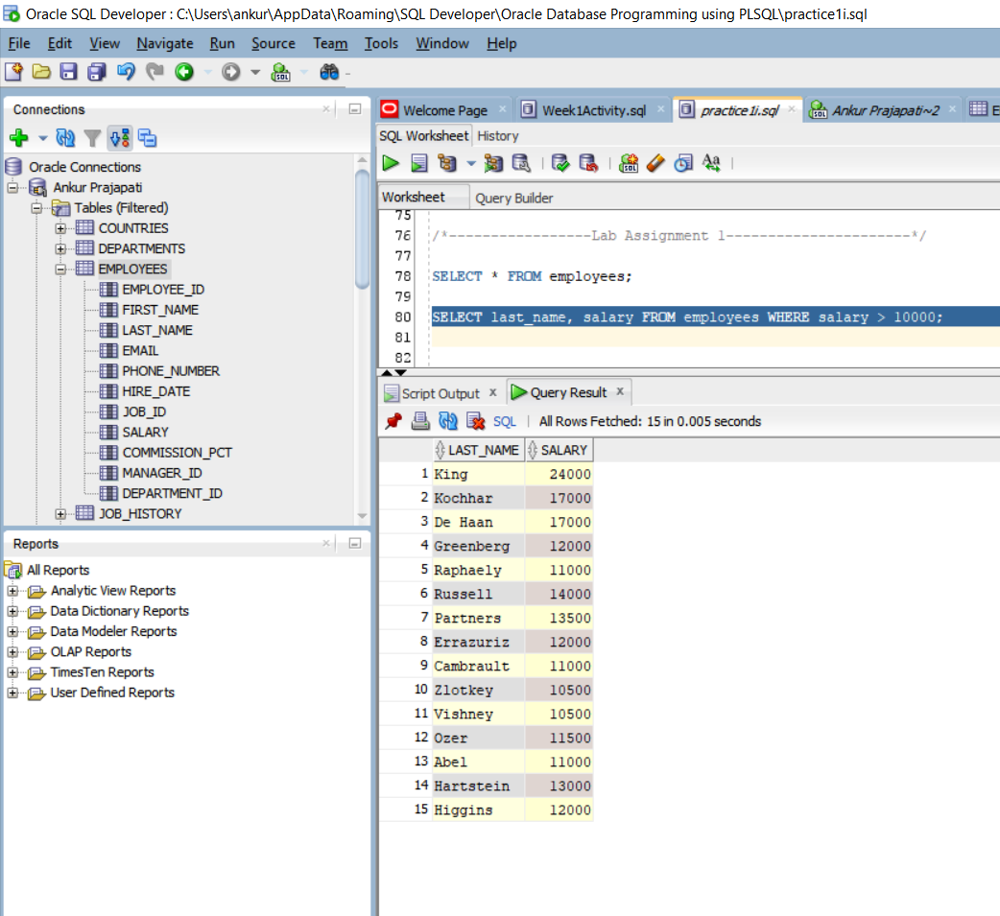 Oracle SQL Developer : C:\Users\ankur\AppData\Roaming\SQL Developer\Oracle Database Programming using PLSQL\practice1i.sql
File Edit View Navigate Run Source Team Tools Window Help
Connections
Oracle Connections
Ankur Prajapati
Tables (Filtered)
COUNTRIES
DEPARTMENTS
EMPLOYEES
EMPLOYEE_ID
FIRST_NAME
LAST_NAME
EMAIL
PHONE_NUMBER
HIRE_DATE
JOB_ID
SALARY
COMMISSION_PCT
MANAGER_ID
DEPARTMENT_ID
JOB_HISTORY
Reports
All Reports
Analytic View Reports
Data Dictionary Reports
Data Modeler Reports
OLAP Reports
TimesTen Reports
User Defined Reports
Welcome Page Week1Activity.sql practice1i.sql Ankur Prajapati~2 E
SQL Worksheet History
Worksheet Query Builder
75
76 /*-----------------Lab Assignment 1----------------------*/
77
78 SELECT * FROM employees;
79
80 SELECT last_name, salary FROM employees WHERE salary > 10000;
81
82
Script Output x Query Result x
SQL | All Rows Fetched: 15 in 0.005 seconds
LAST_NAME SALARY
1 King 24000
2 Kochhar 17000
3 De Haan 17000
4 Greenberg 12000
5 Raphaely 11000
6 Russell 14000
7 Partners 13500
8 Errazuriz 12000
9 Cambrault 11000
10 Zlotkey 10500
11 Vishney 10500
12 Ozer 11500
13 Abel 11000
14 Hartstein 13000
15 Higgins 12000